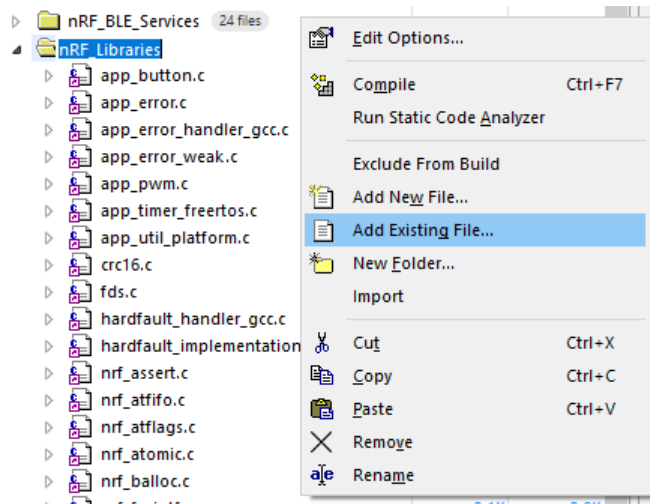 nRF_BLE_Services 24 files
nRF_Libraries
app_button.c
app_error.c
app_error_handler_gcc.c
app_error_weak.c
app_pwm.c
app_timer_freertos.c
app_util_platform.c
crc16.c
fds.c
hardfault_handler_gcc.c
hardfault_implementation
nrf_assert.c
nrf_atfifo.c
nrf_atflags.c
nrf_atomic.c
nrf_balloc.c
Edit Options...
Compile Ctrl+F7
Run Static Code Analyzer
Exclude From Build
Add New File...
Add Existing File...
New Folder...
Import
Cut Ctrl+X
Copy Ctrl+C
Paste Ctrl+V
Remove
Rename